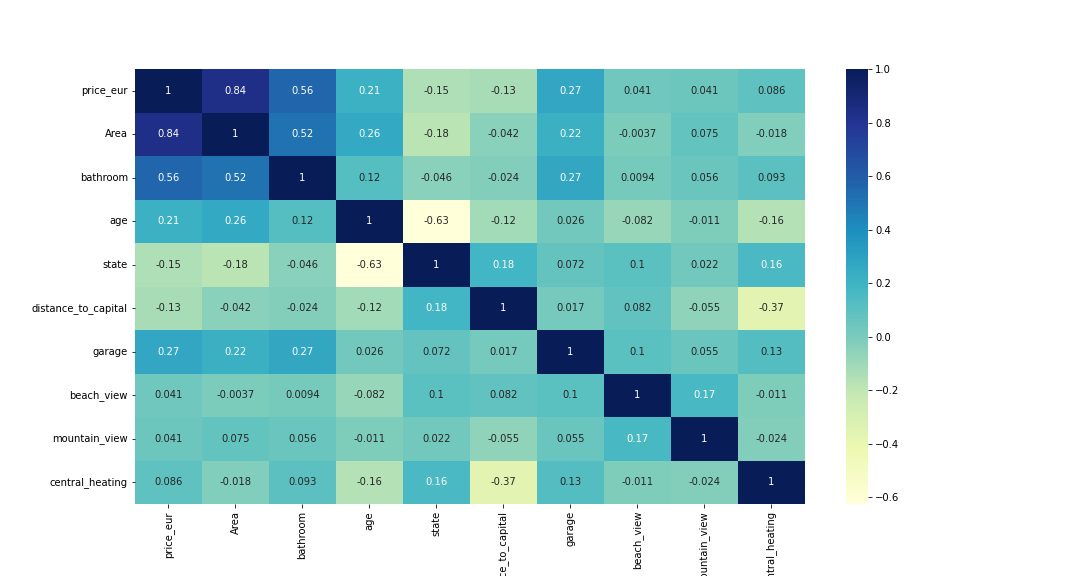 price_eur 1 0.84 0.56 0.21 -0.15 -0.13 0.27 0.041 0.041 0.086
Area 0.84 1 0.52 0.26 -0.18 -0.042 0.22 -0.0037 0.075 -0.018
bathroom 0.56 0.52 1 0.12 -0.046 -0.024 0.27 0.0094 0.056 0.093
age 0.21 0.26 0.12 1 -0.63 -0.12 0.026 -0.082 -0.011 -0.16
state -0.15 -0.18 -0.046 -0.63 1 0.18 0.072 0.1 0.022 0.16
distance_to_capital -0.13 -0.042 -0.024 -0.12 0.18 1 0.017 0.082 -0.055 -0.37
garage 0.27 0.22 0.27 0.026 0.072 0.017 1 0.1 0.055 0.13
beach_view 0.041 -0.0037 0.0094 -0.082 0.1 0.082 0.1 1 0.17 -0.011
mountain_view 0.041 0.075 0.056 -0.011 0.022 -0.055 0.055 0.17 1 -0.024
central_heating 0.086 -0.018 0.093 -0.16 0.16 -0.37 0.13 -0.011 -0.024 1
price_eur
Area
bathroom
age
state
ce_to_capital
garage
beach_view
ountain_view
ntral_heating
1.0
0.8
0.6
0.4
0.2
0.0
−0.2
−0.4
−0.6